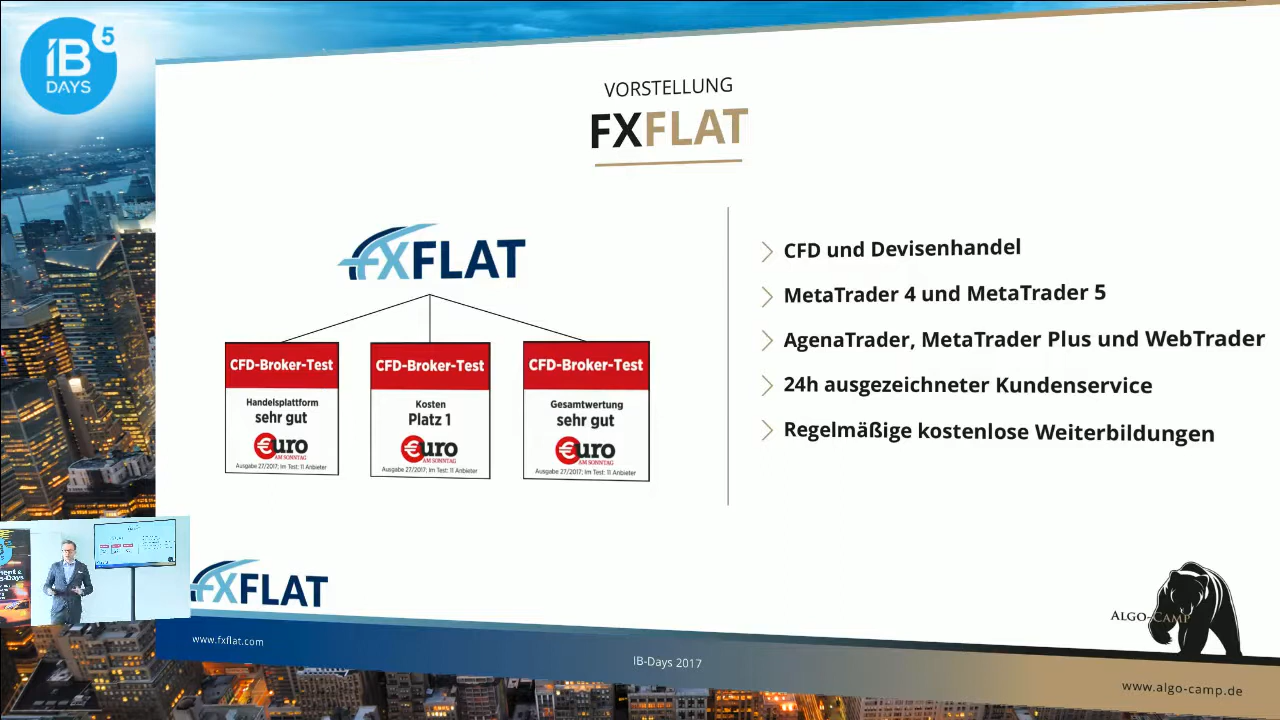 5
IB
DAYS
VORSTELLUNG
FXFLAT
FXFLAT
CFD-Broker-Test
Handelsplattform
sehr gut
€uro
AM SONNTAG
Ausgabe 27/2017; Im Test: 11 Anbieter
CFD-Broker-Test
Kosten
Platz 1
€uro
AM SONNTAG
Ausgabe 27/2017; Im Test: 11 Anbieter
CFD-Broker-Test
Gesamtwertung
sehr gut
€uro
AM SONNTAG
Ausgabe 27/2017; Im Test: 11 Anbieter
CFD und Devisenhandel
MetaTrader 4 und MetaTrader 5
AgenaTrader, MetaTrader Plus und WebTrader
24h ausgezeichneter Kundenservice
Regelmäßige kostenlose Weiterbildungen
FXFLAT
ALGO-CAMP
www.fxflat.com
IB-Days 2017
www.algo-camp.de